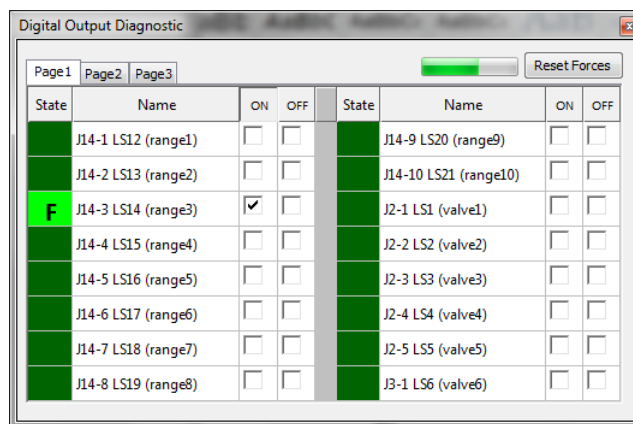 Digital Output Diagnostic
Page1 Page2 Page3 Reset Forces
State Name ON OFF State Name ON OFF
J14-1 LS12 (range1) J14-9 LS20 (range9)
J14-2 LS13 (range2) J14-10 LS21 (range10)
F J14-3 LS14 (range3) J2-1 LS1 (valve1)
J14-4 LS15 (range4) J2-2 LS2 (valve2)
J14-5 LS16 (range5) J2-3 LS3 (valve3)
J14-6 LS17 (range6) J2-4 LS4 (valve4)
J14-7 LS18 (range7) J2-5 LS5 (valve5)
J14-8 LS19 (range8) J3-1 LS6 (valve6)